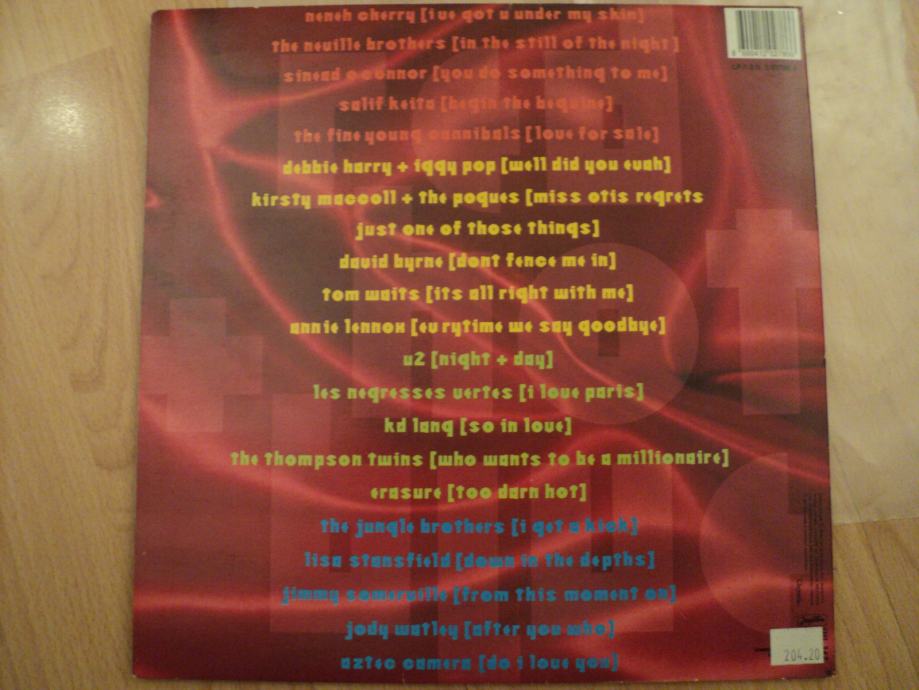 neneh cherry [ive got u under my skin]
the neville brothers [in the still of the night]
sinead o connor [you do something to me]
salif keita [begin the beguine]
the fine young cannibals [love for sale]
debbie harry + iggy pop [well did you evah]
kirsty maccoll + the pogues [miss otis regrets
just one of those things]
david byrne [dont fence me in]
tom waits [its all right with me]
annie lennox [ev rytime we say goodbye]
u2 [night + day]
les negresses vertes [i love paris]
kd lang [so in love]
the thompson twins [who wants to be a millionaire]
erasure [too darn hot]
the jungle brothers [i get a kick]
lisa stansfield [down in the depths]
jimmy somerville [from this moment on]
jody watley [after you who]
aztec camera [do i love you]
204.20